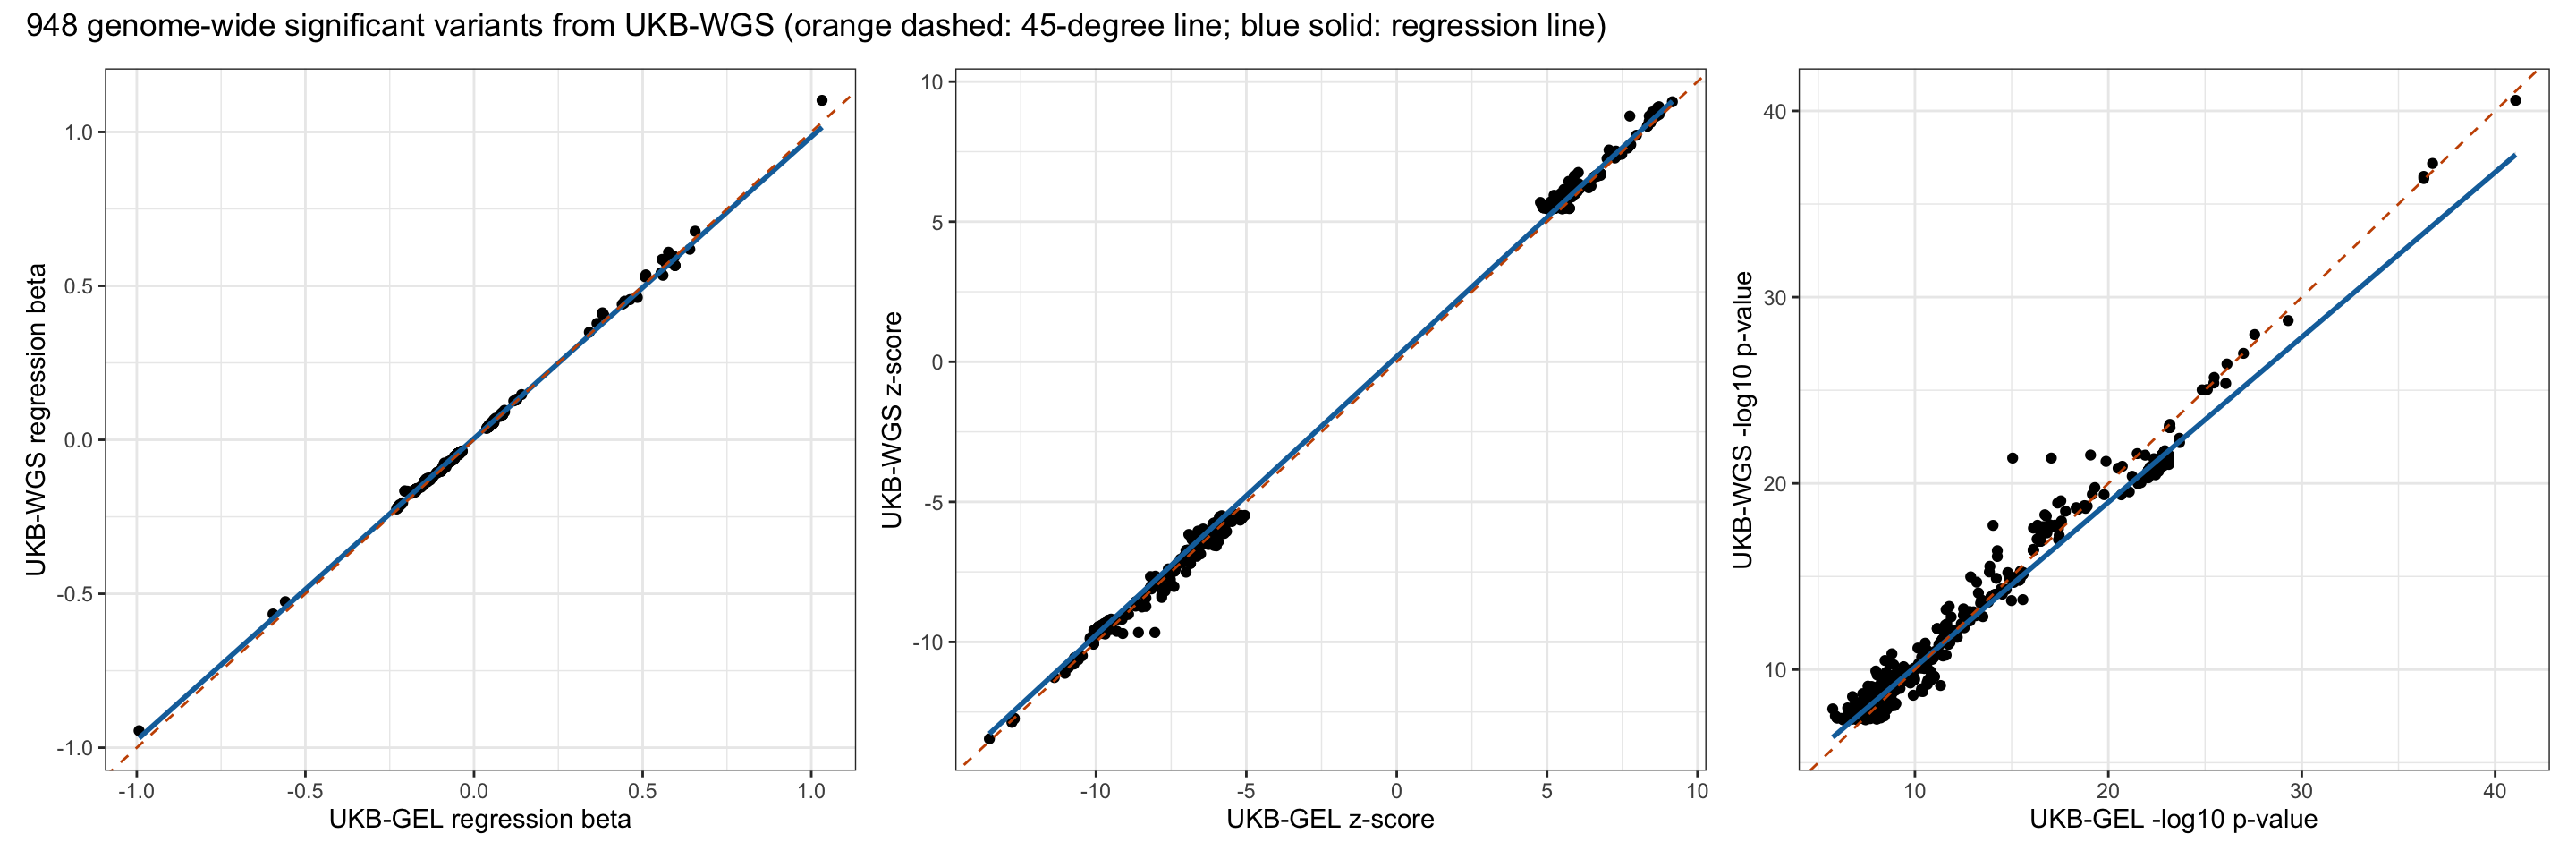 948 genome-wide significant variants from UKB-WGS (orange dashed: 45-degree line; blue solid: regression line)
UKB-WGS regression beta
1.0
0.5
0.0
-0.5
-1.0
-1.0 -0.5 0.0 0.5 1.0
UKB-GEL regression beta
UKB-WGS z-score
10
5
0
-5
-10
-10 -5 0 5 10
UKB-GEL z-score
UKB-WGS -log10 p-value
40
30
20
10
10 20 30 40
UKB-GEL -log10 p-value